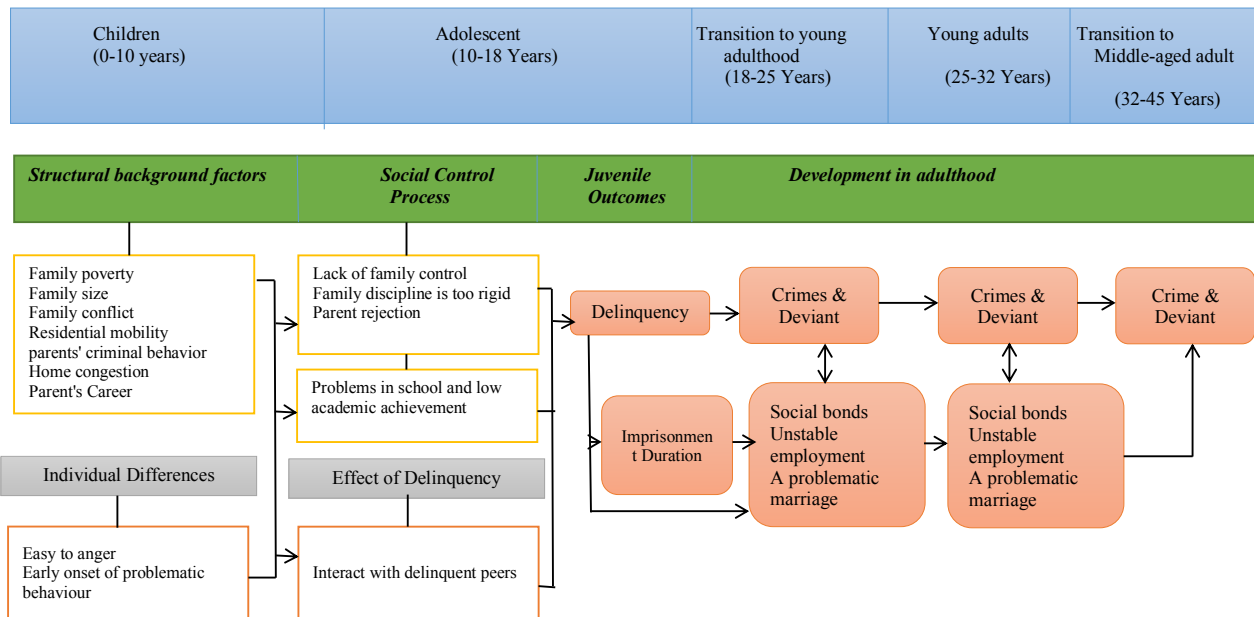 Children
(0-10 years)
Adolescent
(10-18 Years)
Transition to young
adulthood
(18-25 Years)
Young adults
(25-32 Years)
Transition to
Middle-aged adult
(32-45 Years)
Structural background factors
Social Control
Process
Juvenile
Outcomes
Development in adulthood
Family poverty
Family size
Family conflict
Residential mobility
parents' criminal behavior
Home congestion
Parent's Career
Lack of family control
Family discipline is too rigid
Parent rejection
Problems in school and low
academic achievement
Delinquency
Crimes &
Deviant
Crimes &
Deviant
Crime &
Deviant
Imprisonmen
t Duration
Social bonds
Unstable
employment
A problematic
marriage
Social bonds
Unstable
employment
A problematic
marriage
Individual Differences
Effect of Delinquency
Easy to anger
Early onset of problematic
behaviour
Interact with delinquent peers